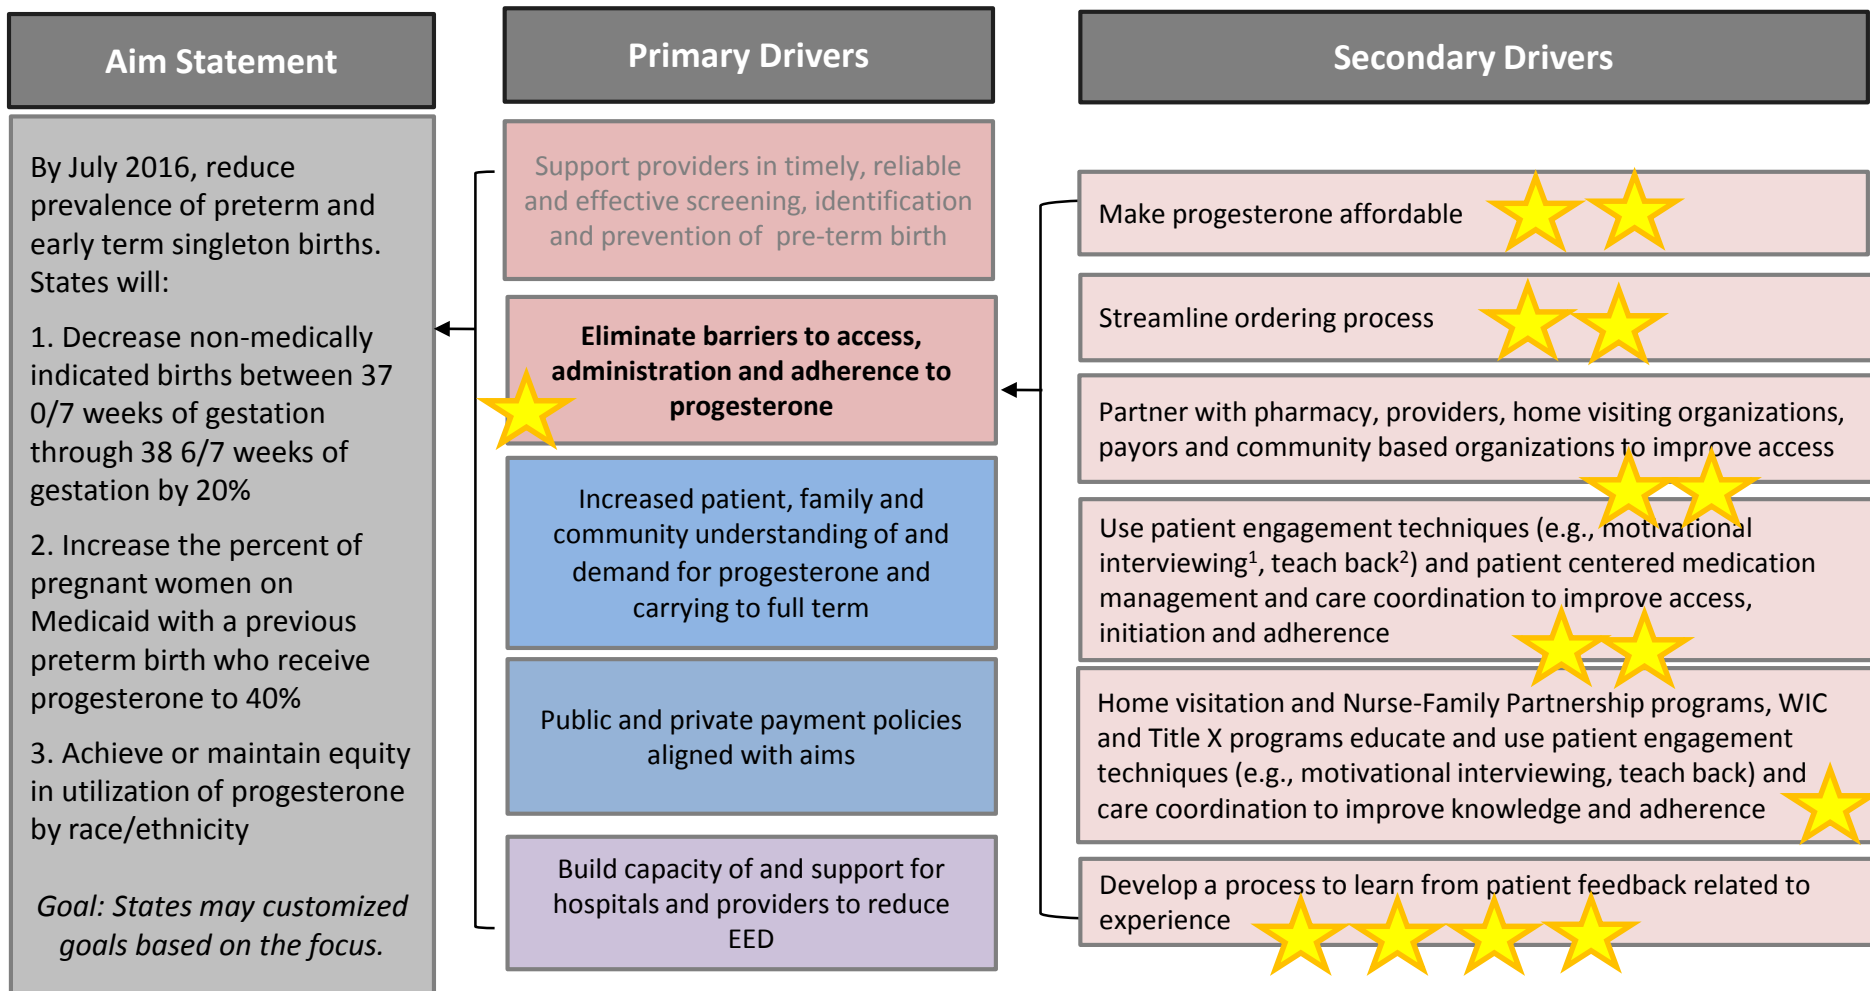 Aim Statement
By July 2016, reduce
prevalence of preterm and
early term singleton births.
States will:
1. Decrease non-medically
indicated births between 37
0/7 weeks of gestation
through 38 6/7 weeks of
gestation by 20%
2. Increase the percent of
pregnant women on
Medicaid with a previous
preterm birth who receive
progesterone to 40%
3. Achieve or maintain equity
in utilization of progesterone
by race/ethnicity
Goal: States may customized
goals based on the focus.
Primary Drivers
Support providers in timely, reliable
and effective screening, identification
and prevention of pre-term birth
Eliminate barriers to access,
administration and adherence to
progesterone
Increased patient, family and
community understanding of and
demand for progesterone and
carrying to full term
Public and private payment policies
aligned with aims
Build capacity of and support for
hospitals and providers to reduce
EED
Secondary Drivers
Make progesterone affordable
Streamline ordering process
Partner with pharmacy, providers, home visiting organizations,
payors and community based organizations to improve access
Use patient engagement techniques (e.g., motivational
interviewing¹, teach back²) and patient centered medication
management and care coordination to improve access,
initiation and adherence
Home visitation and Nurse-Family Partnership programs, WIC
and Title X programs educate and use patient engagement
techniques (e.g., motivational interviewing, teach back) and
care coordination to improve knowledge and adherence
Develop a process to learn from patient feedback related to
experience